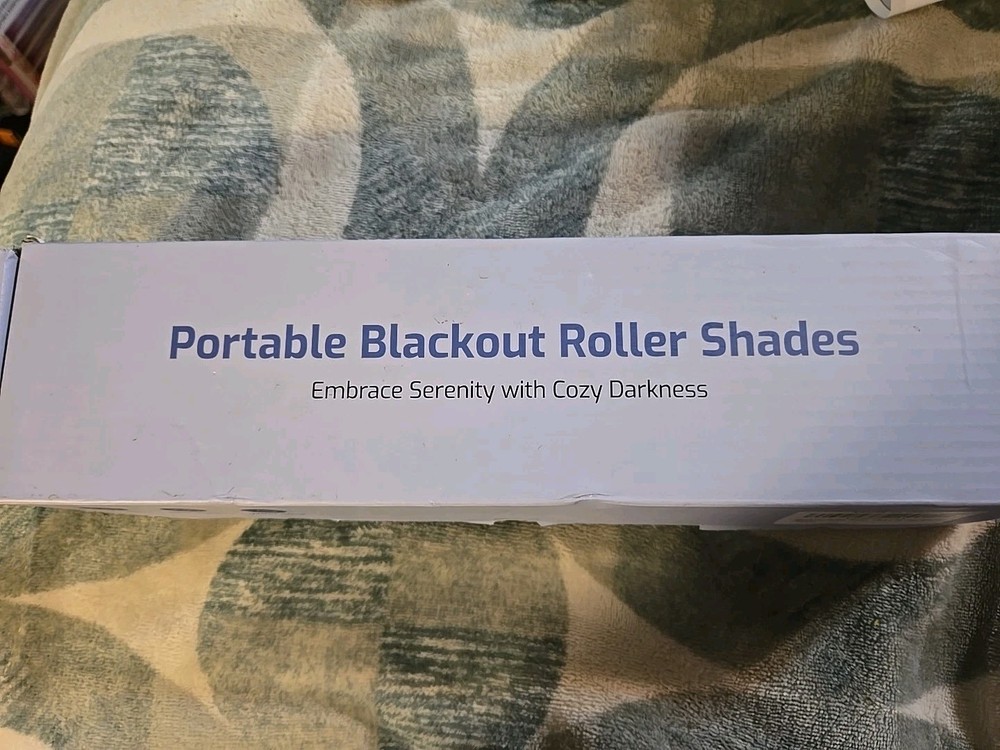 Portable Blackout Roller Shades
Embrace Serenity with Cozy Darkness